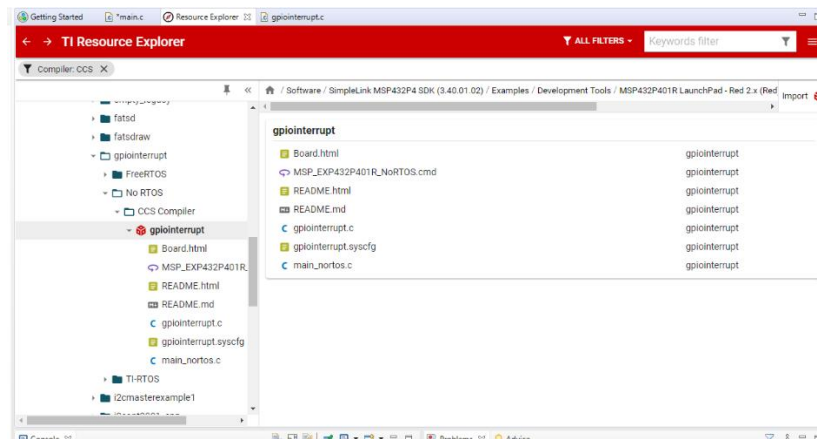 Getting Started *main.c Resource Explorer gpiointerrupt.c
TI Resource Explorer ALL FILTERS Keywords filter
Compiler: CCS X
/ Software / SimpleLink MSP432P4 SDK (3.40.01.02) / Examples / Development Tools / MSP432P401R LaunchPad - Red 2.x (Red Import
fatsd
fatsdraw
gpiointerrupt
FreeRTOS
No RTOS
CCS Compiler
gpiointerrupt
Board.html
MSP_EXP432P401R_
README.html
README.md
gpiointerrupt.c
gpiointerrupt.syscfg
main_nortos.c
TI-RTOS
i2cmasterexample1
gpiointerrupt
Board.html gpiointerrupt
MSP_EXP432P401R_NoRTOS.cmd gpiointerrupt
README.html gpiointerrupt
README.md gpiointerrupt
gpiointerrupt.c gpiointerrupt
gpiointerrupt.syscfg gpiointerrupt
main_nortos.c gpiointerrupt
Console Problems Advice